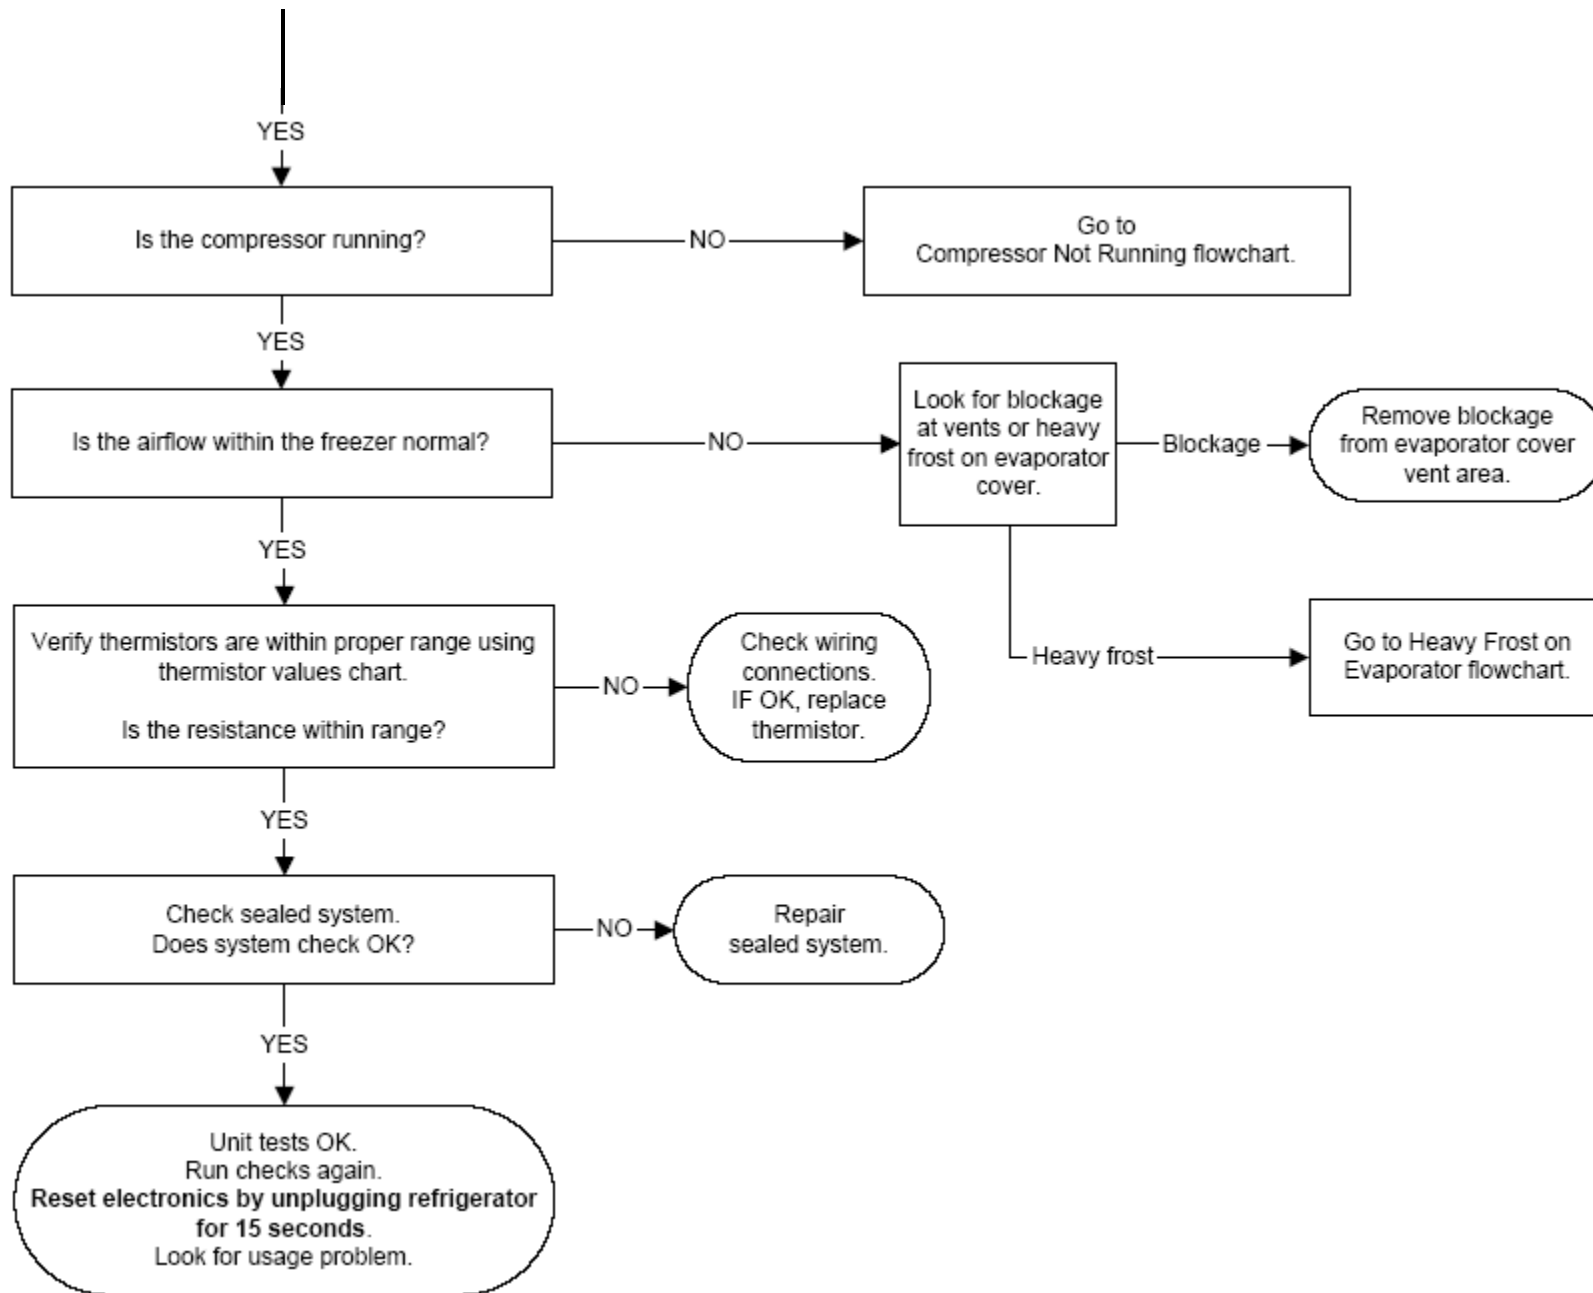 YES
Is the compressor running?
NO
Go to
Compressor Not Running flowchart.
YES
Is the airflow within the freezer normal?
NO
Look for blockage
at vents or heavy
frost on evaporator
cover.
Blockage
Remove blockage
from evaporator cover
vent area.
Heavy frost
Go to Heavy Frost on
Evaporator flowchart.
YES
Verify thermistors are within proper range using
thermistor values chart.
Is the resistance within range?
NO
Check wiring
connections.
IF OK, replace
thermistor.
YES
Check sealed system.
Does system check OK?
NO
Repair
sealed system.
YES
Unit tests OK.
Run checks again.
Reset electronics by unplugging refrigerator
for 15 seconds.
Look for usage problem.